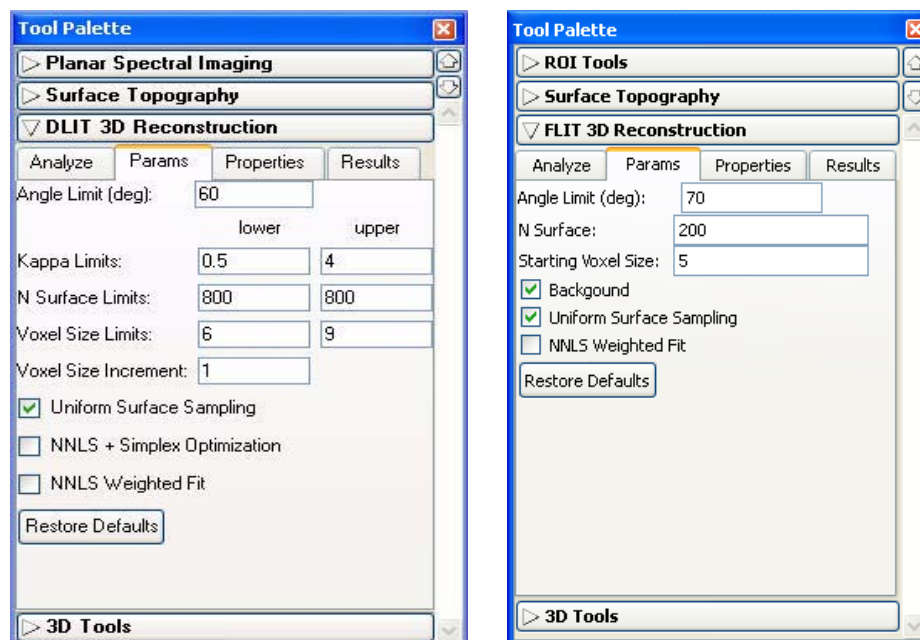 Tool Palette
Planar Spectral Imaging
Surface Topography
DLIT 3D Reconstruction
Analyze Params Properties Results
Angle Limit (deg): 60
lower upper
Kappa Limits: 0.5 4
N Surface Limits: 800 800
Voxel Size Limits: 6 9
Voxel Size Increment: 1
Uniform Surface Sampling
NNLS + Simplex Optimization
NNLS Weighted Fit
Restore Defaults
3D Tools
Tool Palette
ROI Tools
Surface Topography
FLIT 3D Reconstruction
Analyze Params Properties Results
Angle Limit (deg): 70
N Surface: 200
Starting Voxel Size: 5
Backgound
Uniform Surface Sampling
NNLS Weighted Fit
Restore Defaults
3D Tools